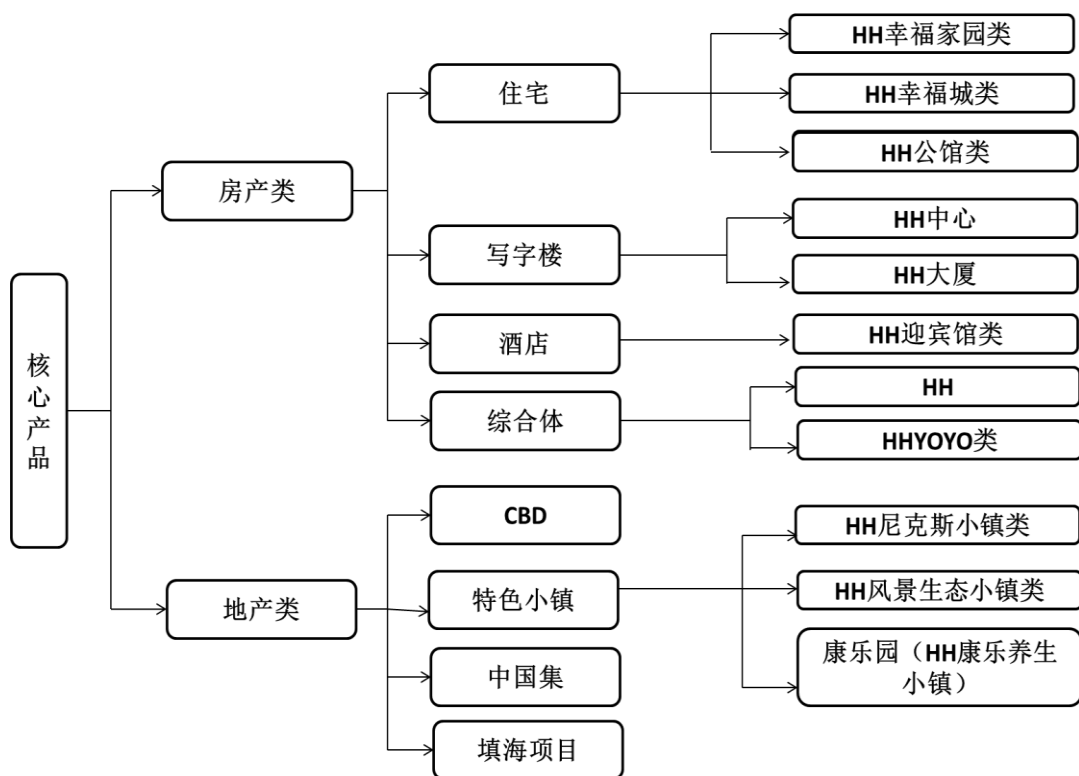 核心产品
房产类
住宅
HH幸福家园类
HH幸福城类
HH公馆类
写字楼
HH中心
HH大厦
酒店
HH迎宾馆类
综合体
HH
HHYOYO类
地产类
CBD
特色小镇
HH尼克斯小镇类
HH风景生态小镇类
康乐园（HH康乐养生
小镇）
中国集
填海项目